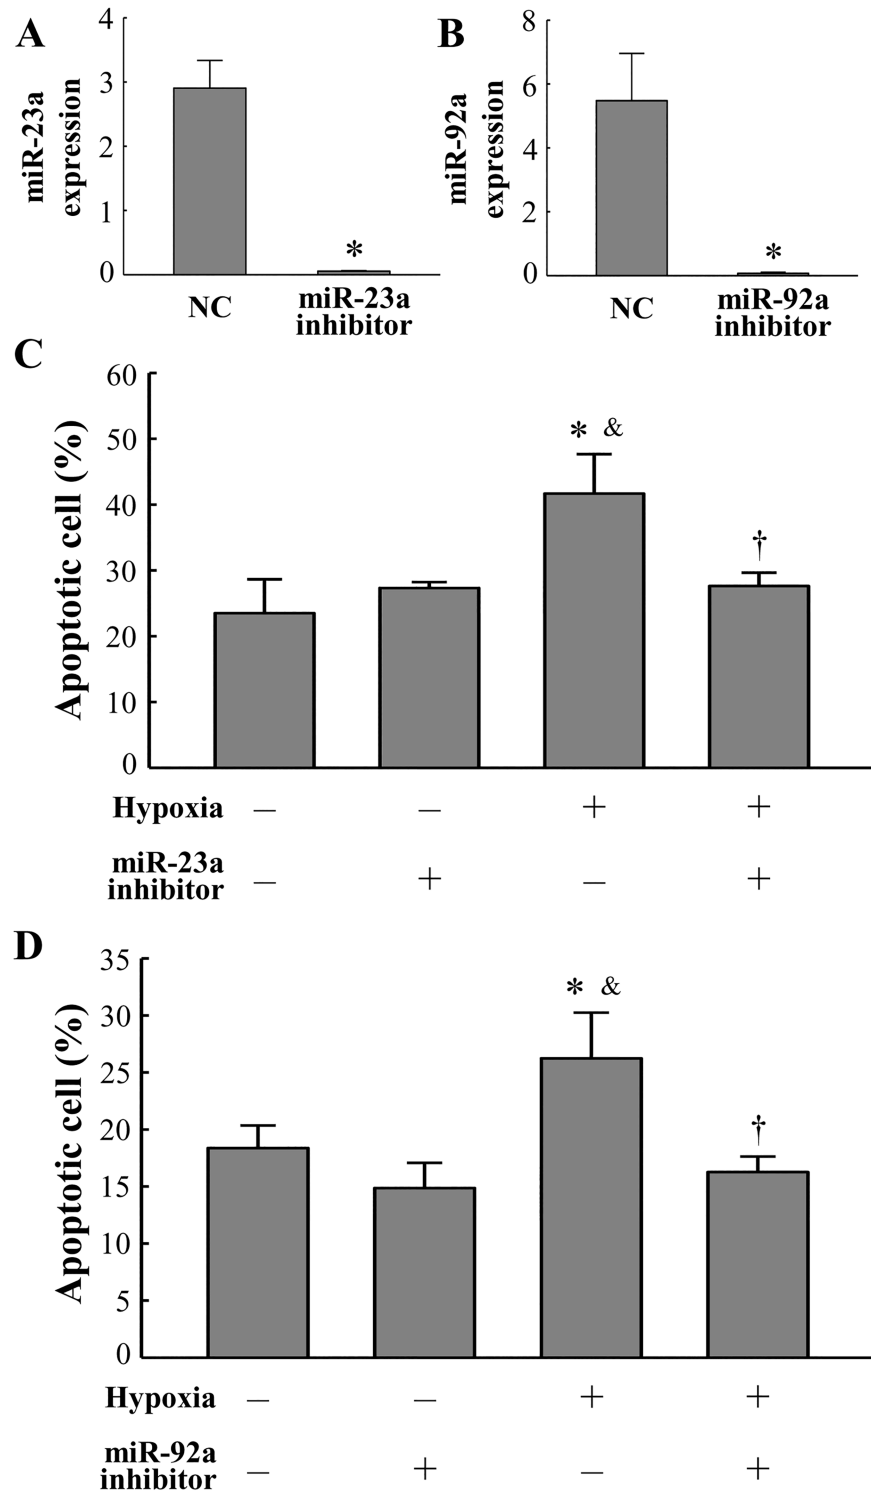 A
miR-23a
expression
4
3
2
1
0
*
NC
miR-23a
inhibitor
B
miR-92a
expression
8
6
4
2
0
*
NC
miR-92a
inhibitor
C
Apoptotic cell (%)
60
50
40
30
20
10
0
* &
†
Hypoxia – – + +
miR-23a
inhibitor – + – +
D
Apoptotic cell (%)
35
30
25
20
15
10
5
0
* &
†
Hypoxia – – + +
miR-92a
inhibitor – + – +